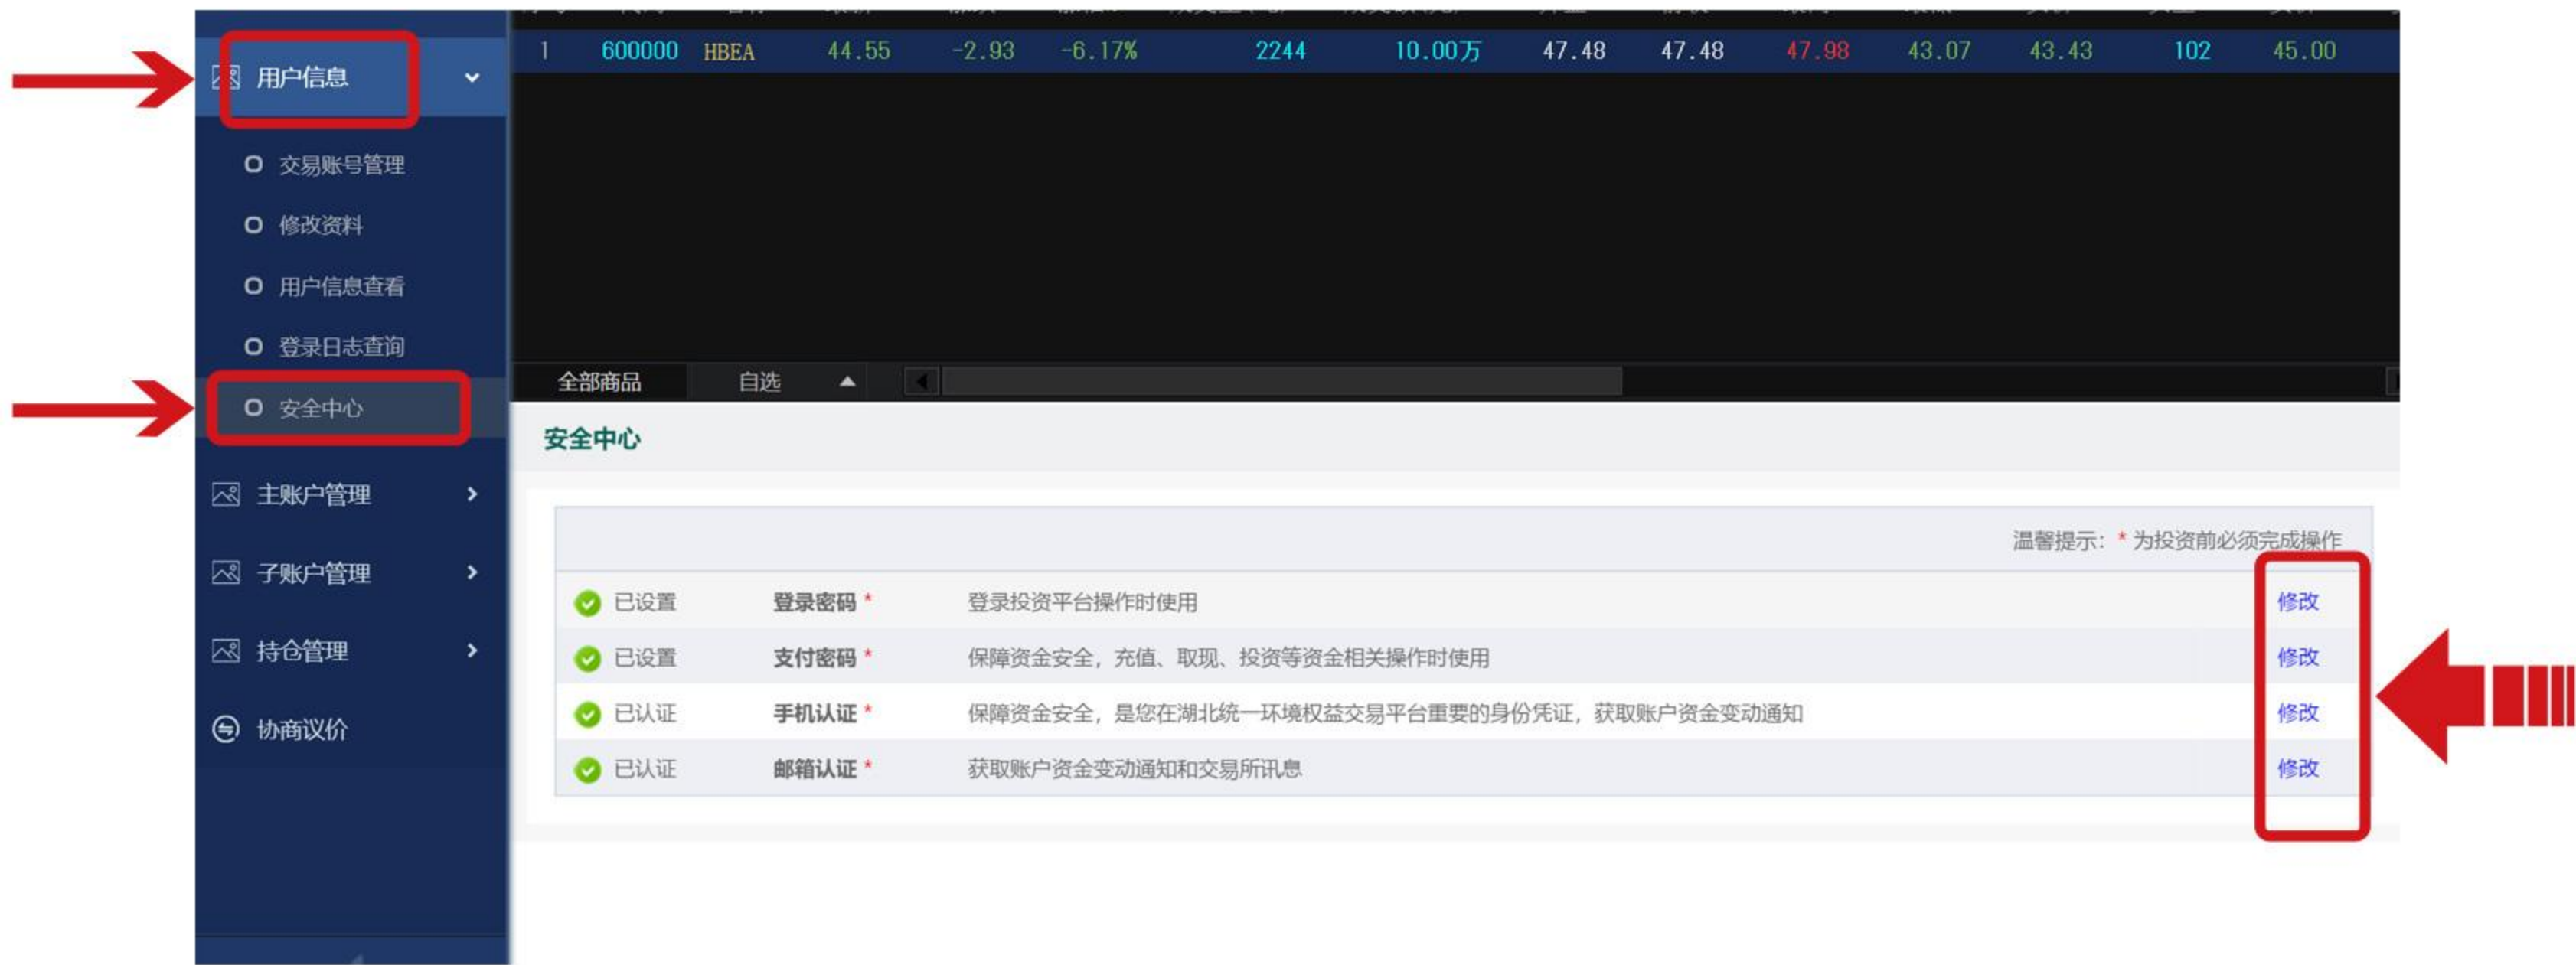 用户信息
交易账号管理
修改资料
用户信息查看
登录日志查询
安全中心
主账户管理
子账户管理
持仓管理
协商议价
1 600000 HBEA 44.55 -2.93 -6.17% 2244 10.00万 47.48 47.48 47.98 43.07 43.43 102 45.00
全部商品 自选
安全中心
温馨提示：* 为投资前必须完成操作
已设置 登录密码 * 登录投资平台操作时使用 修改
已设置 支付密码 * 保障资金安全，充值、取现、投资等资金相关操作时使用 修改
已认证 手机认证 * 保障资金安全，是您在湖北统一环境权益交易平台重要的身份凭证，获取账户资金变动通知 修改
已认证 邮箱认证 * 获取账户资金变动通知和交易所讯息 修改